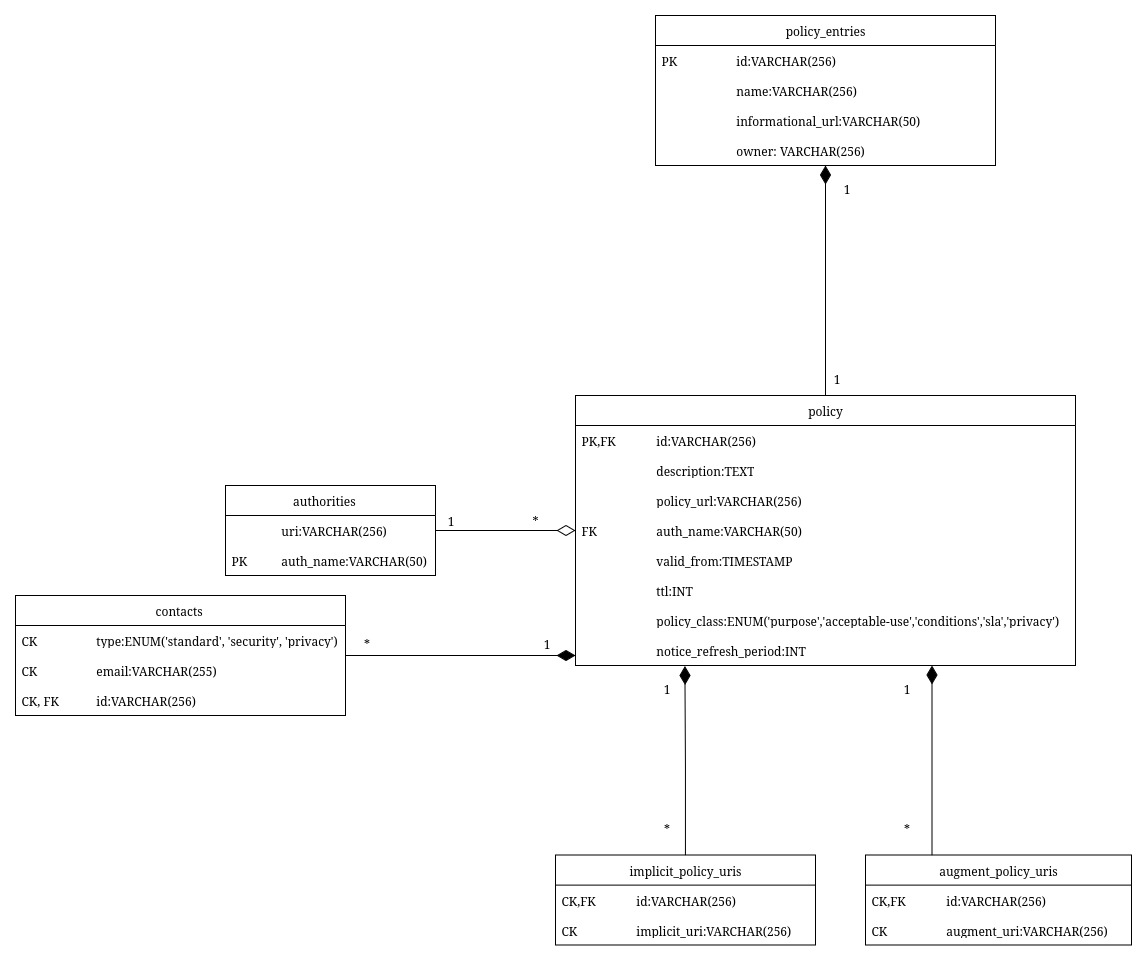 policy_entries
PK id:VARCHAR(256)
name:VARCHAR(256)
informational_url:VARCHAR(50)
owner: VARCHAR(256)
1
1
policy
PK,FK id:VARCHAR(256)
description:TEXT
policy_url:VARCHAR(256)
FK auth_name:VARCHAR(50)
valid_from:TIMESTAMP
ttl:INT
policy_class:ENUM('purpose','acceptable-use','conditions','sla','privacy')
notice_refresh_period:INT
authorities
uri:VARCHAR(256)
PK auth_name:VARCHAR(50)
1 *
contacts
CK type:ENUM('standard', 'security', 'privacy')
CK email:VARCHAR(255)
CK, FK id:VARCHAR(256)
* 1
1 1
* *
implicit_policy_uris
CK,FK id:VARCHAR(256)
CK implicit_uri:VARCHAR(256)
augment_policy_uris
CK,FK id:VARCHAR(256)
CK augment_uri:VARCHAR(256)